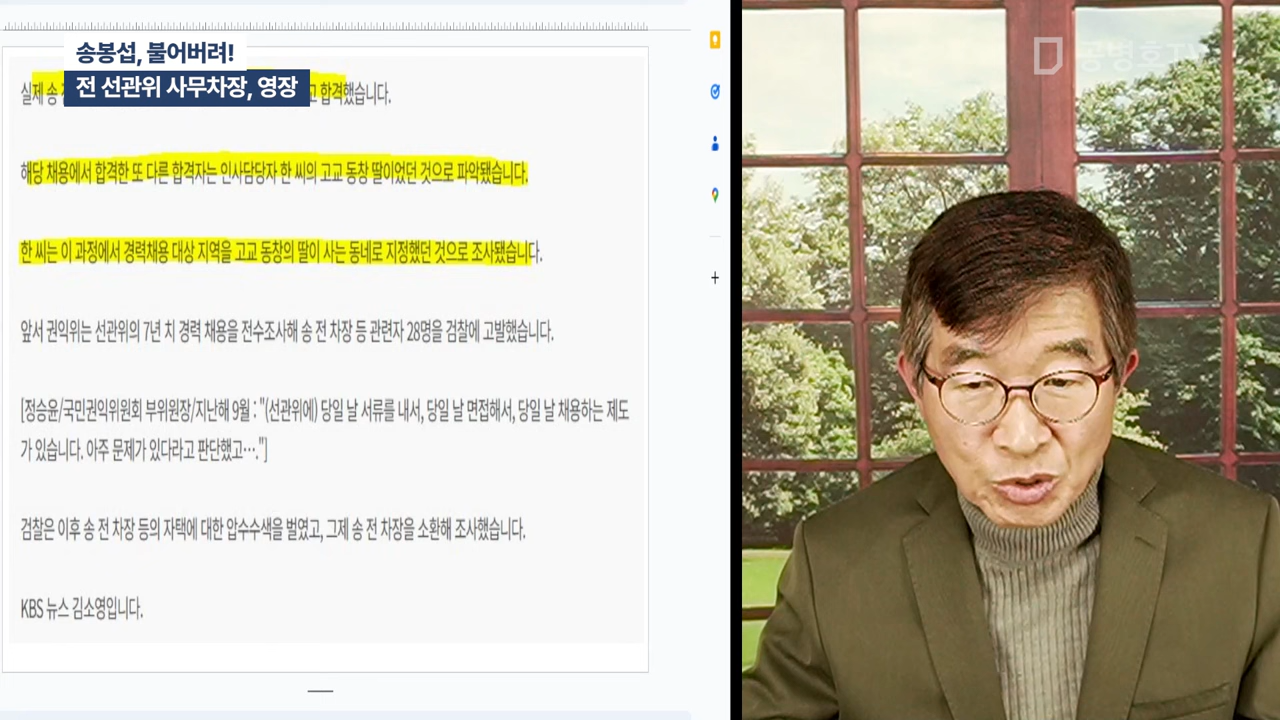 송봉섭, 불어버려!
전 선관위 사무차장, 영장
실제 송
고 합격했습니다.
해당 채용에서 합격한 또 다른 합격자는 인사담당자 한 씨의 고교 동창 딸이었던 것으로 파악됐습니다.
한 씨는 이 과정에서 경력채용 대상 지역을 고교 동창의 딸이 사는 동네로 지정했던 것으로 조사됐습니다.
앞서 권익위는 선관위의 7년 치 경력 채용을 전수조사해 송 전 차장 등 관련자 28명을 검찰에 고발했습니다.
[정승윤/국민권익위원회 부위원장/지난해 9월 : "(선관위에) 당일 날 서류를 내서, 당일 날 면접해서, 당일 날 채용하는 제도
가 있습니다. 아주 문제가 있다라고 판단했고…."]
검찰은 이후 송 전 차장 등의 자택에 대한 압수수색을 벌였고, 그제 송 전 차장을 소환해 조사했습니다.
KBS 뉴스 김소영입니다.
공병호TV